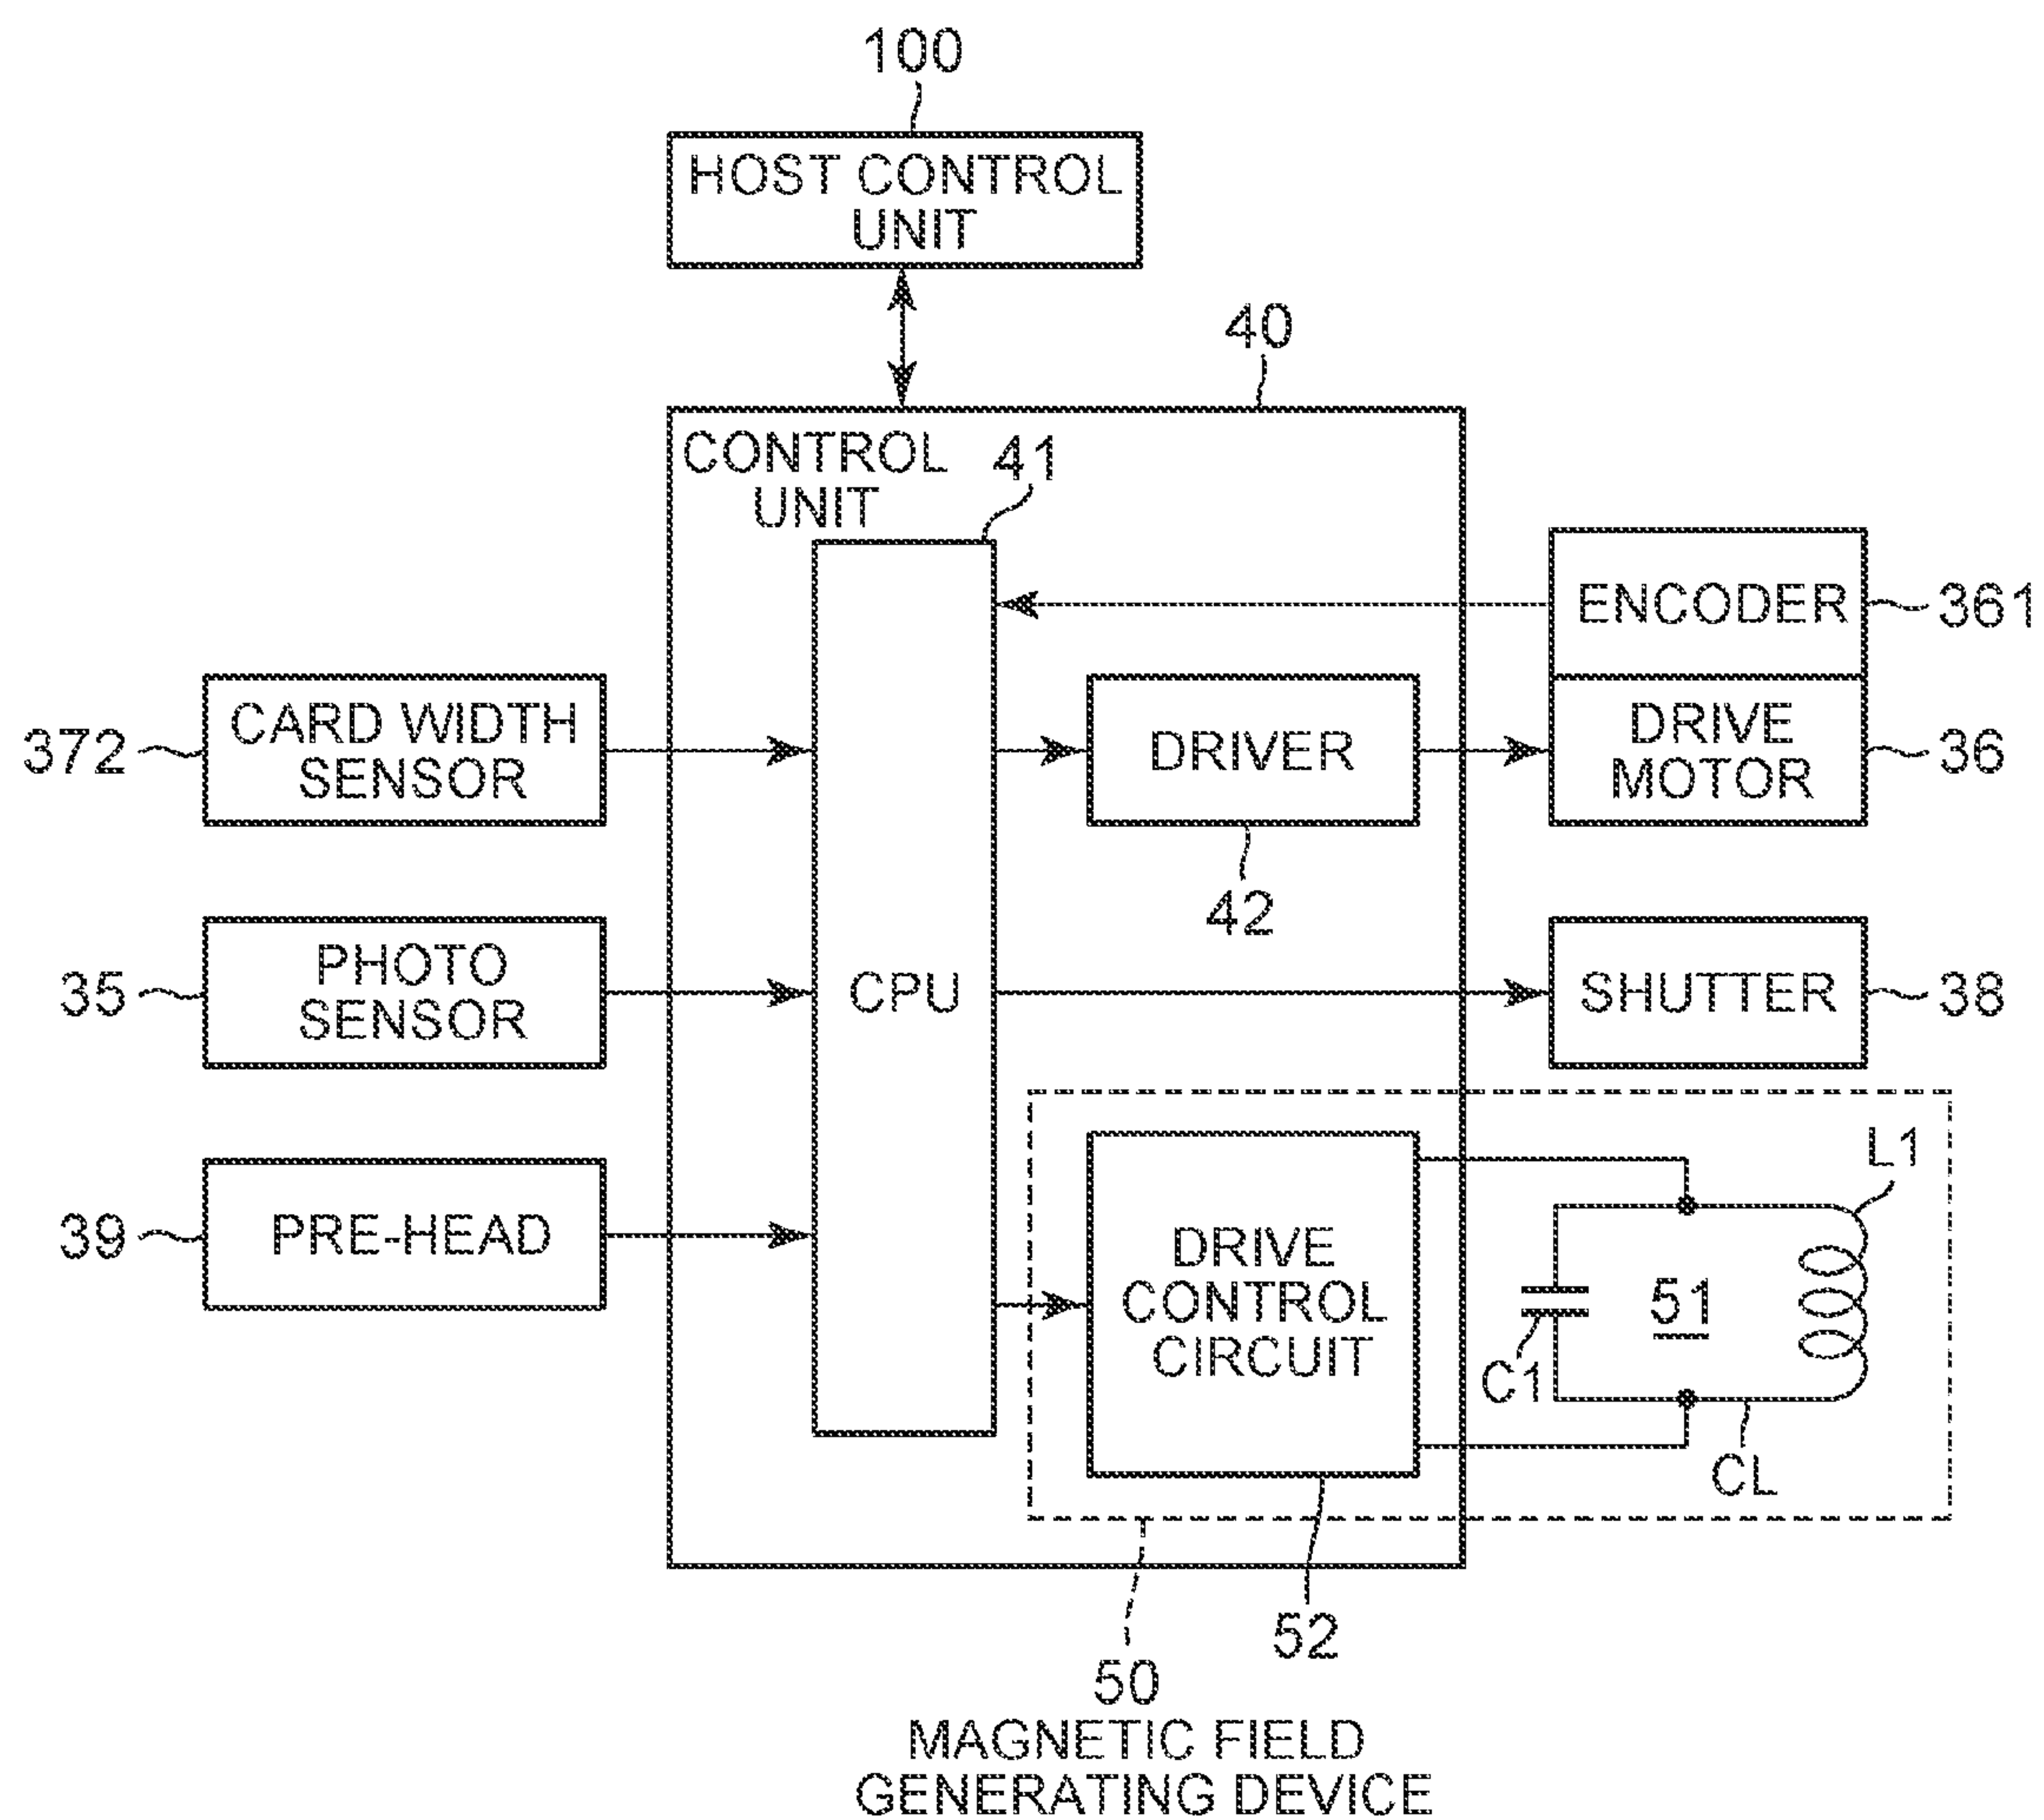 100
HOST CONTROL
UNIT
40
CONTROL
UNIT
41
ENCODER
361
372
CARD WIDTH
SENSOR
DRIVER
DRIVE
MOTOR
36
42
35
PHOTO
SENSOR
CPU
SHUTTER
38
39
PRE-HEAD
DRIVE
CONTROL
CIRCUIT
L1
51
C1
CL
52
50
MAGNETIC FIELD
GENERATING DEVICE